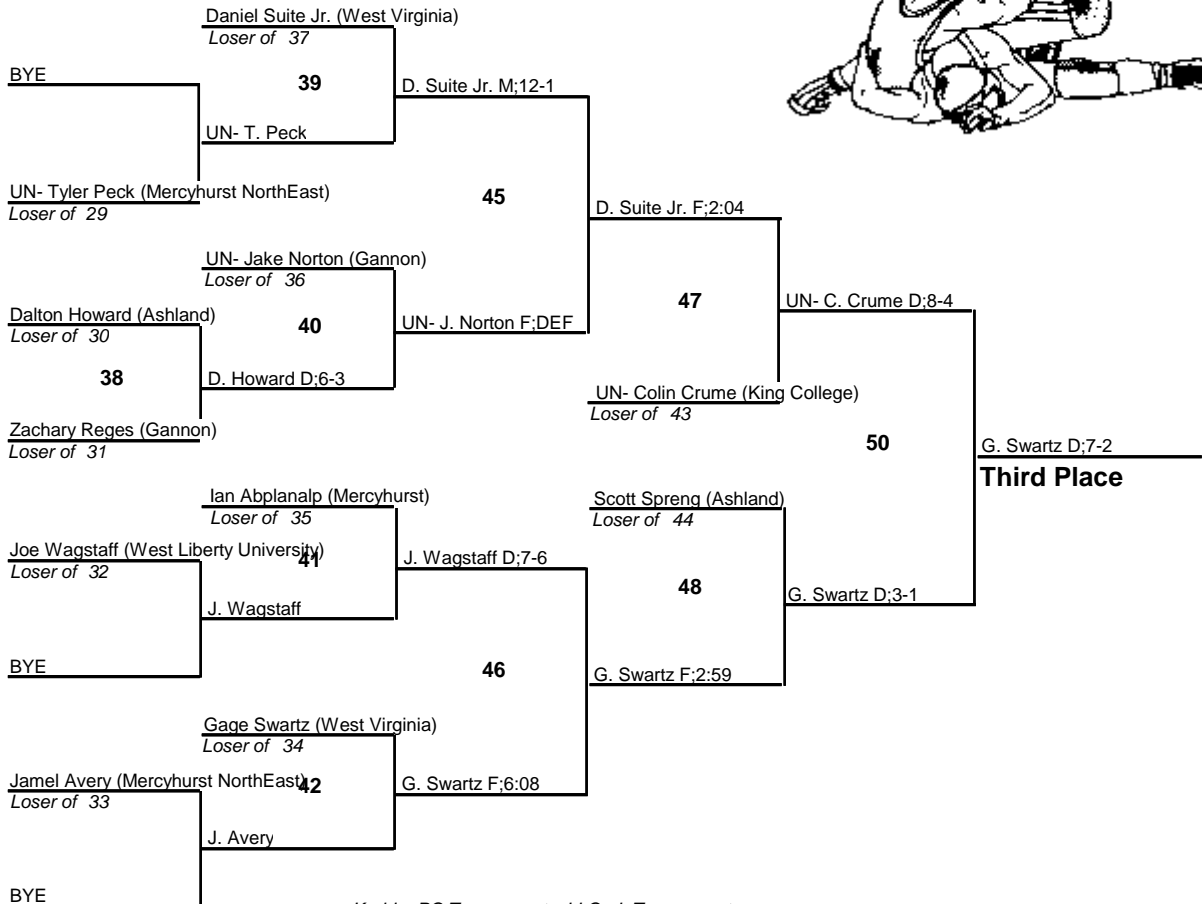 Daniel Suite Jr. (West Virginia)
Loser of 37
BYE
39
D. Suite Jr. M;12-1
UN- T. Peck
UN- Tyler Peck (Mercyhurst NorthEast)
Loser of 29
45
D. Suite Jr. F;2:04
UN- Jake Norton (Gannon)
Loser of 36
Dalton Howard (Ashland)
Loser of 30
40
UN- J. Norton F;DEF
47
UN- C. Crume D;8-4
38
D. Howard D;6-3
UN- Colin Crume (King College)
Loser of 43
Zachary Reges (Gannon)
Loser of 31
50
G. Swartz D;7-2
Third Place
Ian Abplanalp (Mercyhurst)
Loser of 35
Scott Spreng (Ashland)
Loser of 44
Joe Wagstaff (West Liberty University)
Loser of 32
41
J. Wagstaff D;7-6
48
G. Swartz D;3-1
J. Wagstaff
BYE
46
G. Swartz F;2:59
Gage Swartz (West Virginia)
Loser of 34
Jamel Avery (Mercyhurst NorthEast)
Loser of 33
42
G. Swartz F;6:08
J. Avery
BYE